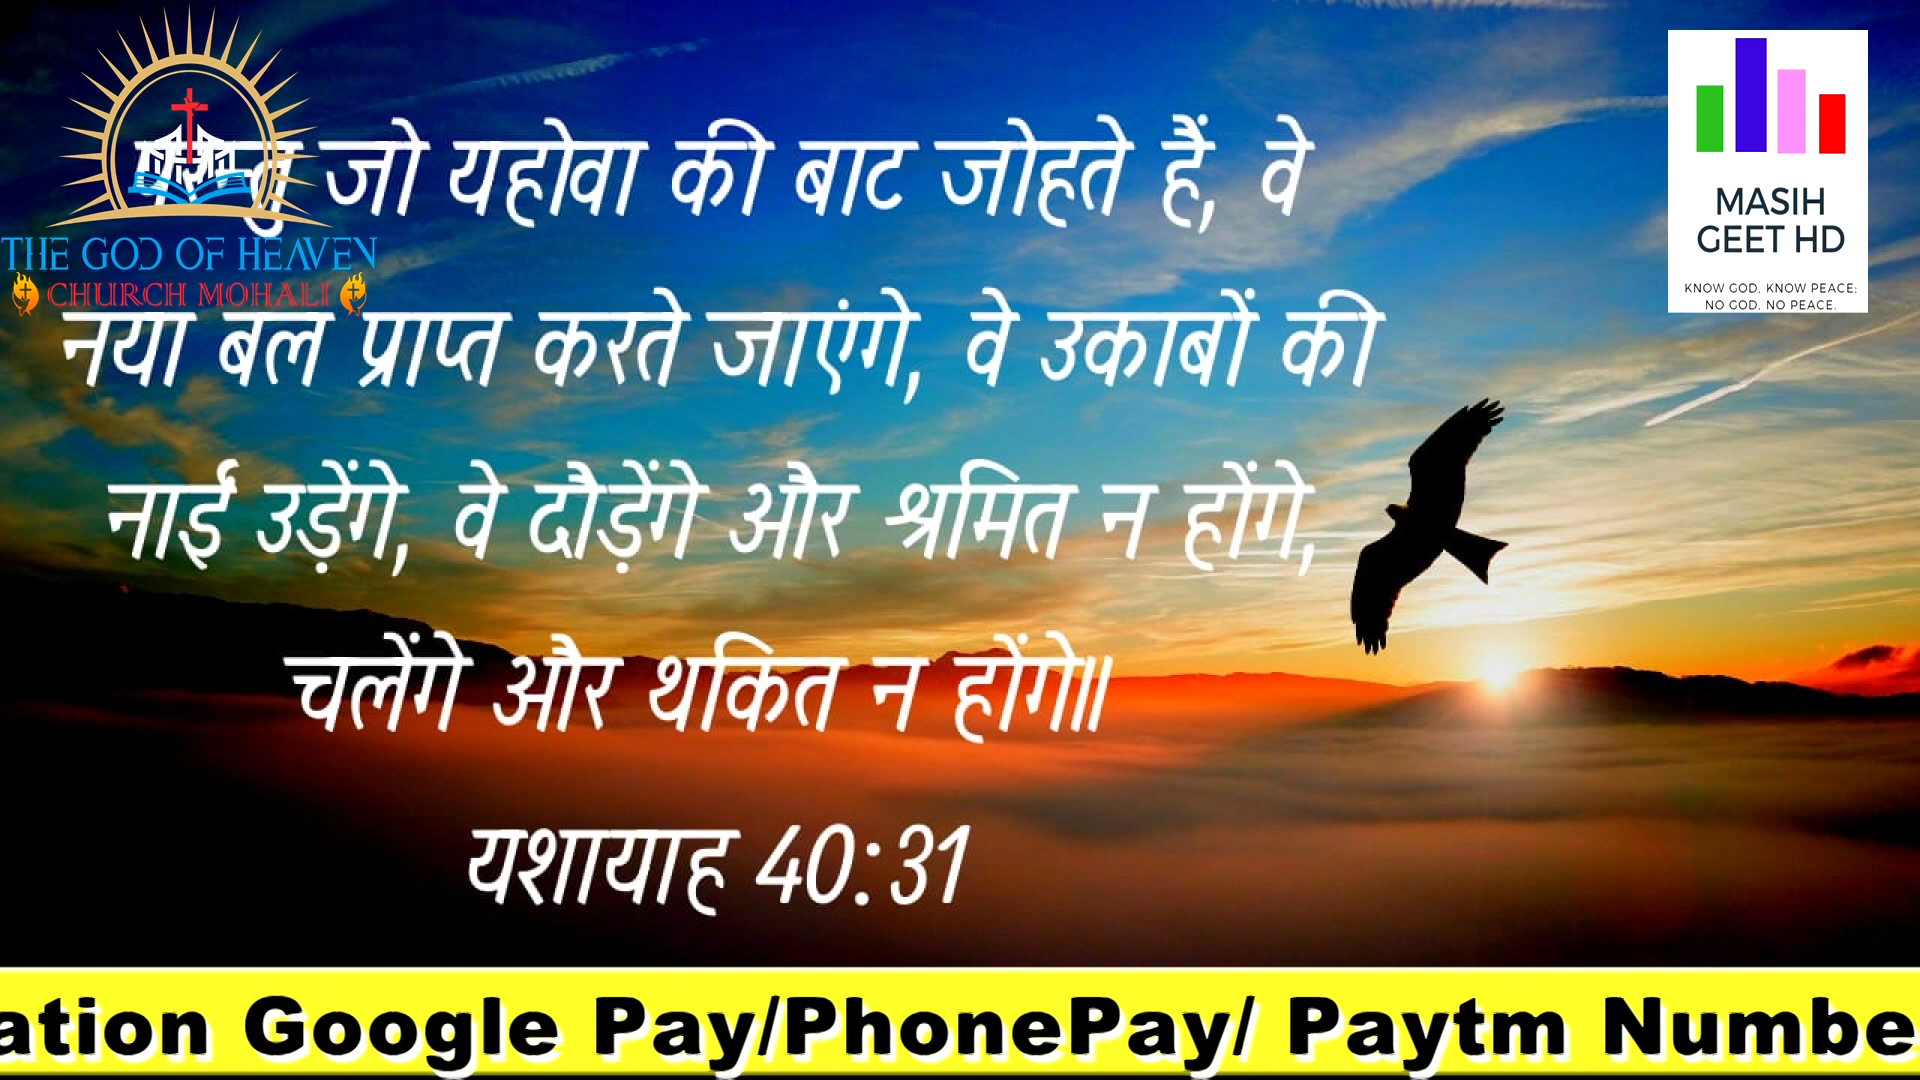 जो यहोवा की बाट जोहते हैं, वे
नया बल प्राप्त करते जाएंगे, वे उकाबों की
नाईं उड़ेंगे, वे दौड़ेंगे और श्रमित न होंगे,
चलेंगे और थकित न होंगे॥
यशायाह 40:31
THE GOD OF HEAVEN
CHURCH MOHALI
MASIH
GEET HD
KNOW GOD, KNOW PEACE;
NO GOD, NO PEACE.
ation Google Pay/PhonePay/ Paytm Numbe